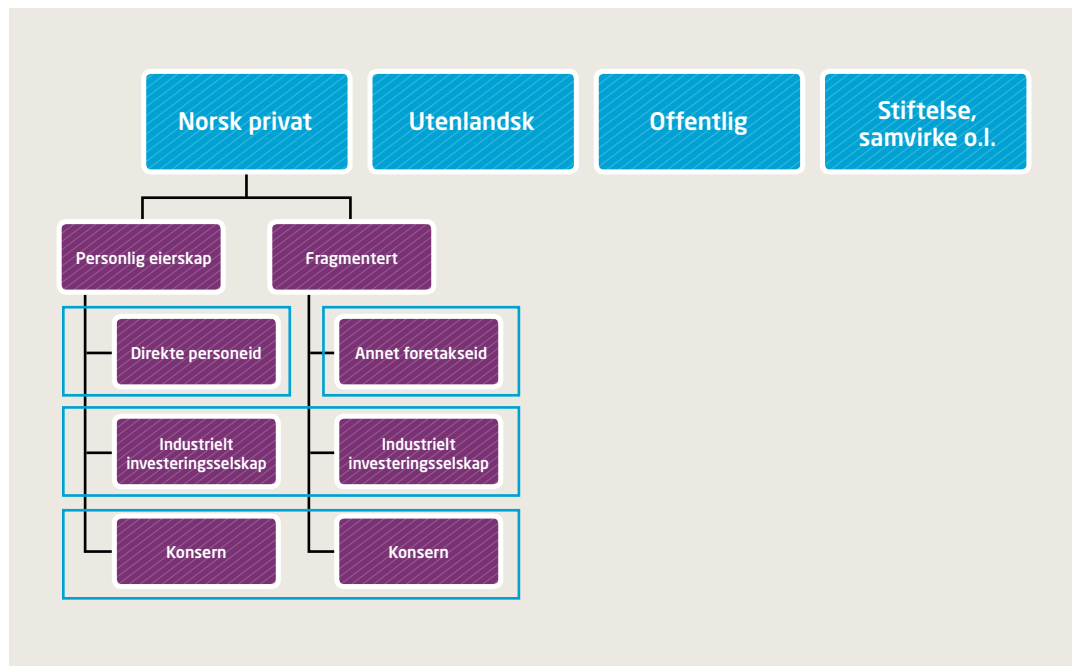 Norsk privat
Utenlandsk
Offentlig
Stiftelse,
samvirke o.l.
Personlig eierskap
Fragmentert
Direkte personeid
Annet foretakseid
Industrielt
investeringsselskap
Industrielt
investeringsselskap
Konsern
Konsern